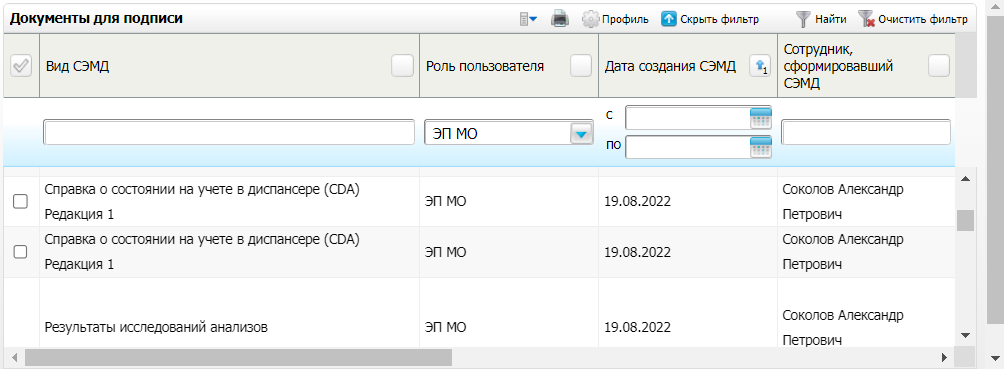 Документы для подписи Профиль Скрыть фильтр Найти Очистить фильтр
Вид СЭМД Роль пользователя Дата создания СЭМД 1 Сотрудник,
сформировавший
СЭМД
ЭП МО с
по
Справка о состоянии на учете в диспансере (CDA)
Редакция 1 ЭП МО 19.08.2022 Соколов Александр
Петрович
Справка о состоянии на учете в диспансере (CDA)
Редакция 1 ЭП МО 19.08.2022 Соколов Александр
Петрович
Результаты исследований анализов ЭП МО 19.08.2022 Соколов Александр
Петрович